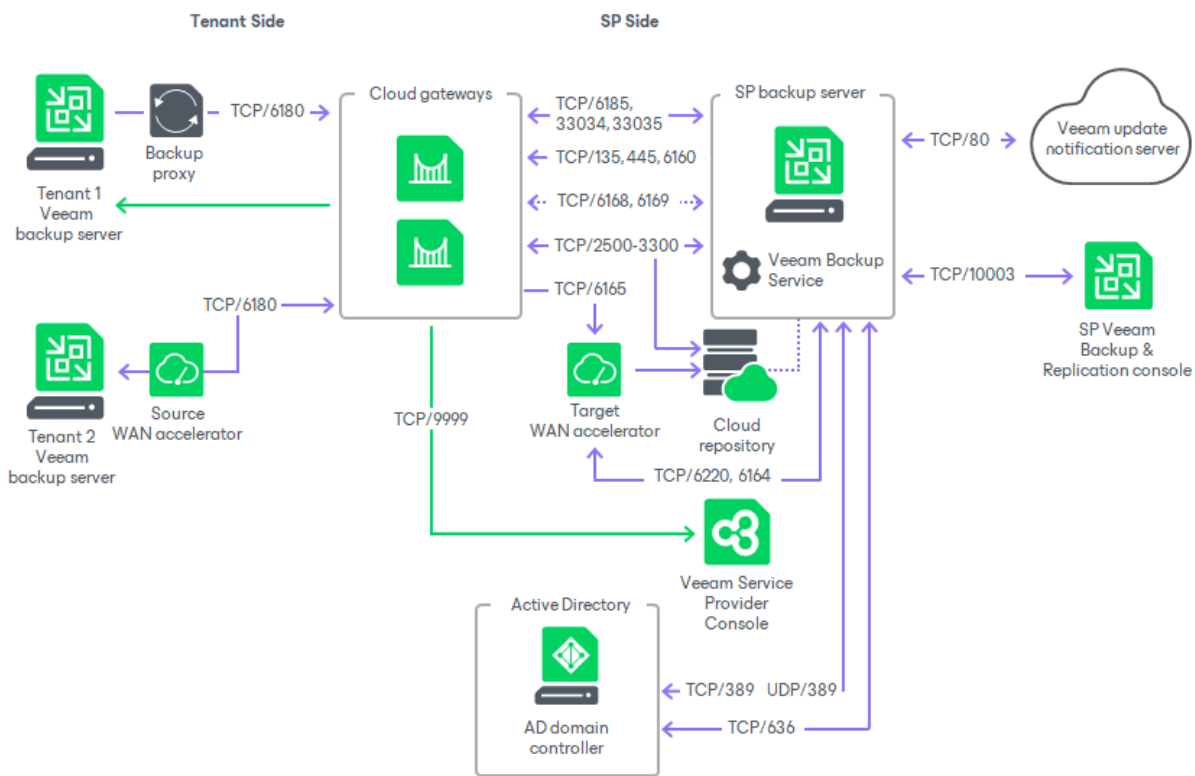 Tenant Side
SP Side
Cloud gateways
SP backup server
TCP/6180
Backup
proxy
Tenant 1
Veeam
backup server
TCP/6185,
33034, 33035
TCP/135, 445, 6160
TCP/6168, 6169
TCP/2500-3300
TCP/6165
Veeam Backup
Service
TCP/80
Veeam update
notification server
TCP/10003
SP Veeam
Backup &
Replication console
TCP/6180
Source
WAN accelerator
Tenant 2
Veeam
backup server
TCP/9999
Target
WAN accelerator
Cloud
repository
TCP/6220, 6164
Veeam Service
Provider
Console
Active Directory
AD domain
controller
TCP/389 UDP/389
TCP/636